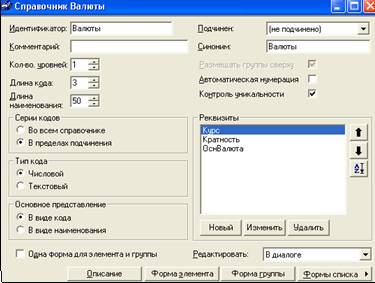 Справочник Валюты
Идентификатор: Валюты Подчинен: (не подчинено)
Комментарий: Синоним: Валюты
Кол-во. уровней: 1 Размещать группы сверху
Длина кода: 3 Автоматическая нумерация
Длина наименования: 50 Контроль уникальности
Серии кодов
Во всем справочнике
В пределах подчинения
Тип кода
Числовой
Текстовый
Основное представление
В виде кода
В виде наименования
Реквизиты
Курс
Кратность
ОснВалюта
Новый Изменить Удалить
Одна форма для элемента и группы Редактировать: В диалоге
Описание Форма элемента Форма группы Формы списка